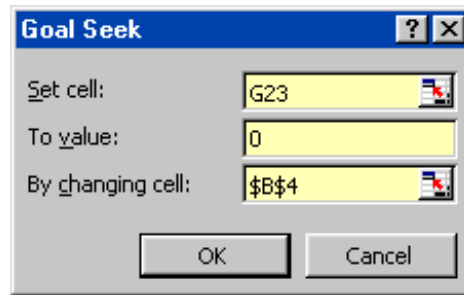 Goal Seek ? X
Set cell: G23
To value: 0
By changing cell: $B$4
OK Cancel